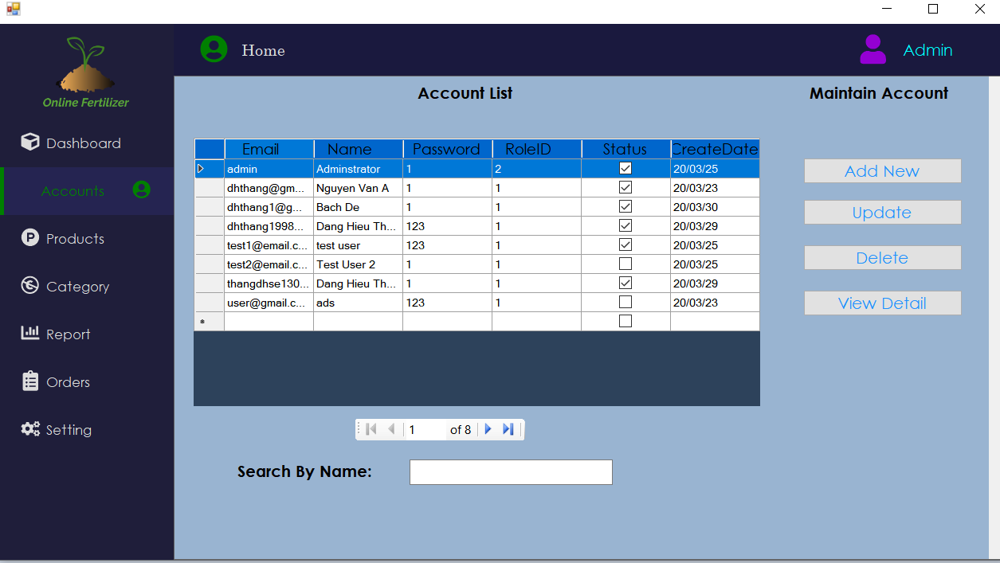 Home
Admin
Online Fertilizer
Dashboard
Accounts
Products
Category
Report
Orders
Setting
Account List
Maintain Account
Email Name Password RoleID Status CreateDate
admin Adminstrator 1 2 20/03/25
dhthang@gm... Nguyen Van A 1 1 20/03/23
dhthang1@g... Bach De 1 1 20/03/30
dhthang1998... Dang Hieu Th... 123 1 20/03/29
test1@email.c... test user 123 1 20/03/25
test2@email.c... Test User 2 1 1 20/03/25
thangdhse130... Dang Hieu Th... 1 1 20/03/29
user@gmail.c... ads 123 1 20/03/23
*
1 of 8
Search By Name:
Add New
Update
Delete
View Detail